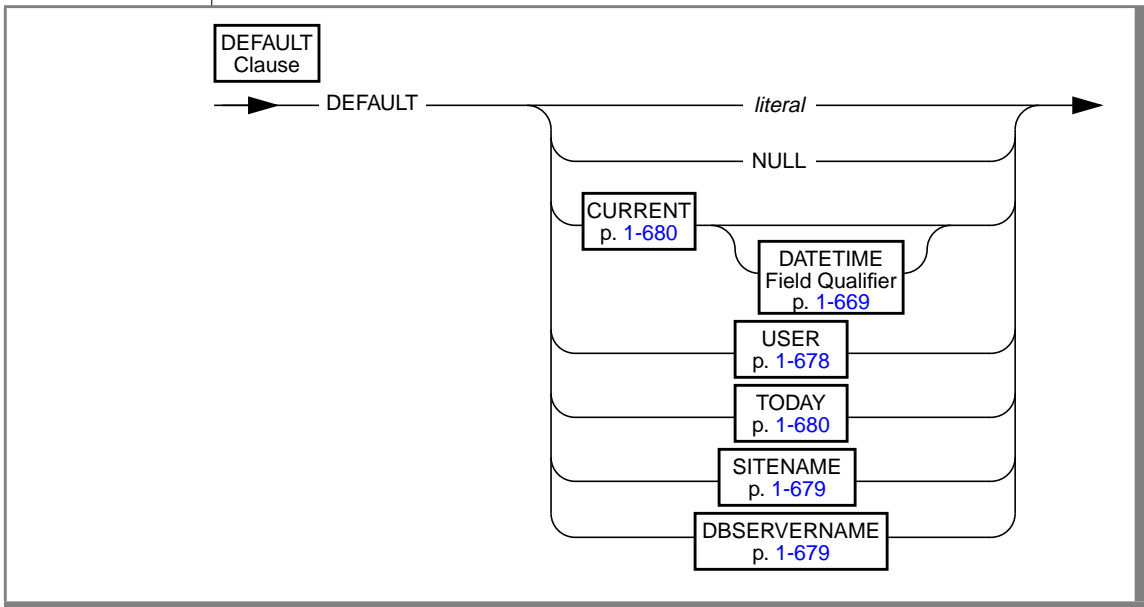 DEFAULT
Clause
DEFAULT
literal
NULL
CURRENT
p. 1-680
DATETIME
Field Qualifier
p. 1-669
USER
p. 1-678
TODAY
p. 1-680
SITENAME
p. 1-679
DBSERVERNAME
p. 1-679